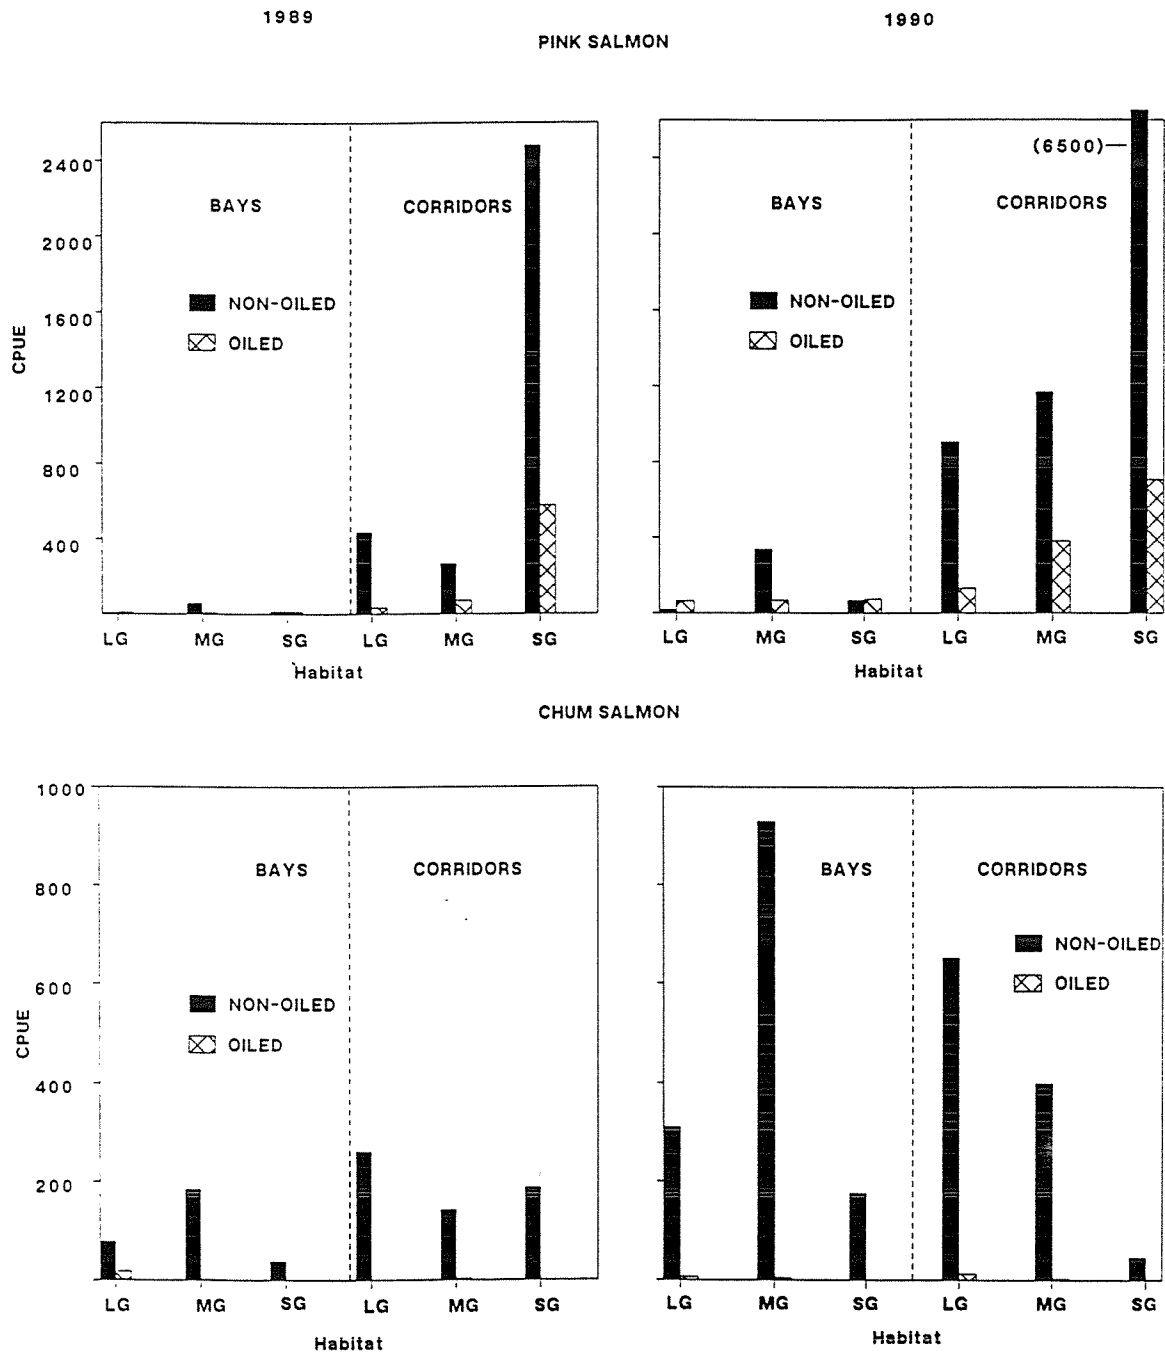 1989 1990
PINK SALMON
2400
2000
1600
1200
800
400
CPUE
BAYS CORRIDORS
NON-OILED
OILED
LG MG SG LG MG SG
Habitat
(6500)
BAYS CORRIDORS
NON-OILED
OILED
LG MG SG LG MG SG
Habitat
CHUM SALMON
1000
800
600
400
200
CPUE
BAYS CORRIDORS
NON-OILED
OILED
LG MG SG LG MG SG
Habitat
BAYS CORRIDORS
NON-OILED
OILED
LG MG SG LG MG SG
Habitat